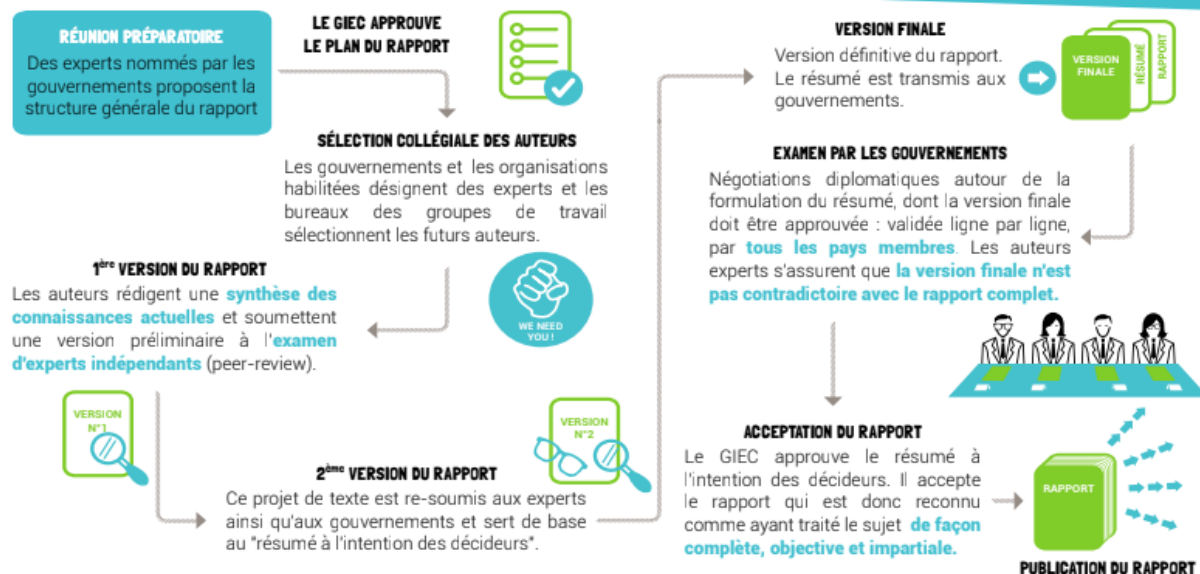 RÉUNION PRÉPARATOIRE
Des experts nommés par les
gouvernements proposent la
structure générale du rapport
LE GIEC APPROUVE
LE PLAN DU RAPPORT
SÉLECTION COLLÉGIALE DES AUTEURS
Les gouvernements et les organisations
habilitées désignent des experts et les
bureaux des groupes de travail
sélectionnent les futurs auteurs.
WE NEED
YOU !
1ère VERSION DU RAPPORT
Les auteurs rédigent une synthèse des
connaissances actuelles et soumettent
une version préliminaire à l'examen
d'experts indépendants (peer-review).
VERSION
N°1
2ème VERSION DU RAPPORT
Ce projet de texte est re-soumis aux experts
ainsi qu'aux gouvernements et sert de base
au "résumé à l'intention des décideurs".
VERSION
N°2
VERSION FINALE
Version définitive du rapport.
Le résumé est transmis aux
gouvernements.
VERSION
FINALE
RÉSUMÉ
RAPPORT
EXAMEN PAR LES GOUVERNEMENTS
Négotiations diplomatiques autour de la
formulation du résumé, dont la version finale
doit être approuvée : validée ligne par ligne,
par tous les pays membres. Les auteurs
experts s'assurent que la version finale n'est
pas contradictoire avec le rapport complet.
ACCEPTATION DU RAPPORT
Le GIEC approuve le résumé à
l'intention des décideurs. Il accepte
le rapport qui est donc reconnu
comme ayant traité le sujet de façon
complète, objective et impartiale.
RAPPORT
PUBLICATION DU RAPPORT